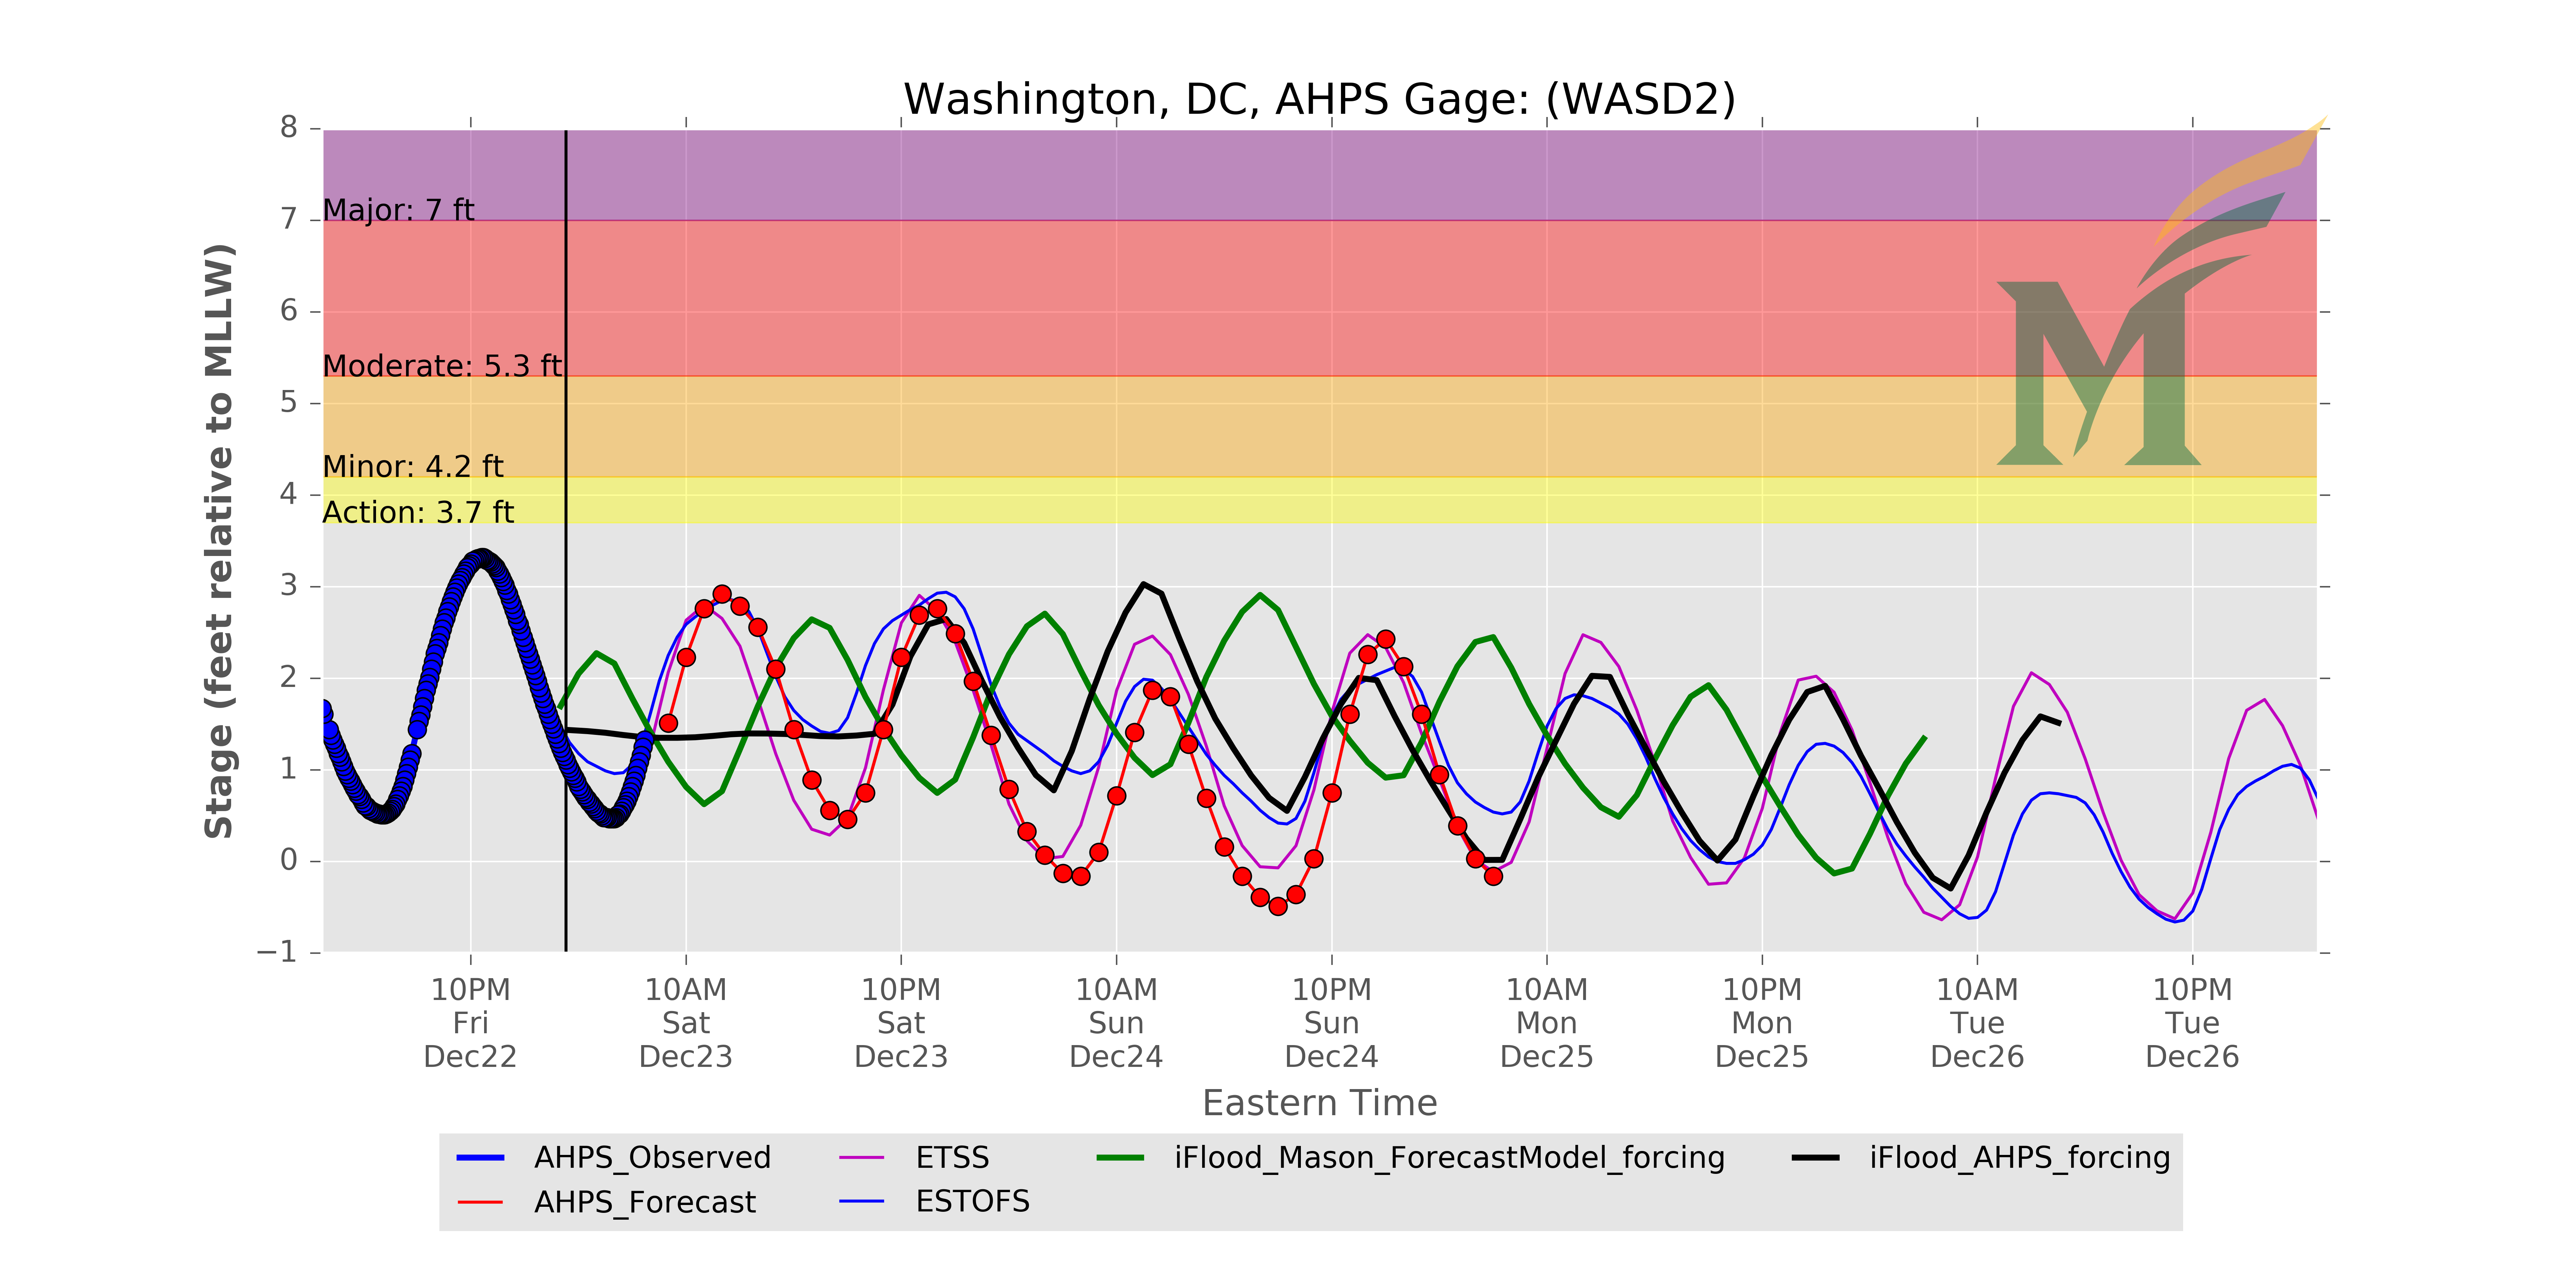 Washington, DC, AHPS Gage: (WASD2)
Stage (feet relative to MLLW)
8
7
6
5
4
3
2
1
0
−1
Major: 7 ft
Moderate: 5.3 ft
Minor: 4.2 ft
Action: 3.7 ft
M
10PM 10AM 10PM 10AM 10PM 10AM 10PM 10AM 10PM
Fri Sat Sat Sun Sun Mon Mon Tue Tue
Dec22 Dec23 Dec23 Dec24 Dec24 Dec25 Dec25 Dec26 Dec26
Eastern Time
AHPS_Observed ETSS iFlood_Mason_ForecastModel_forcing iFlood_AHPS_forcing
AHPS_Forecast ESTOFS